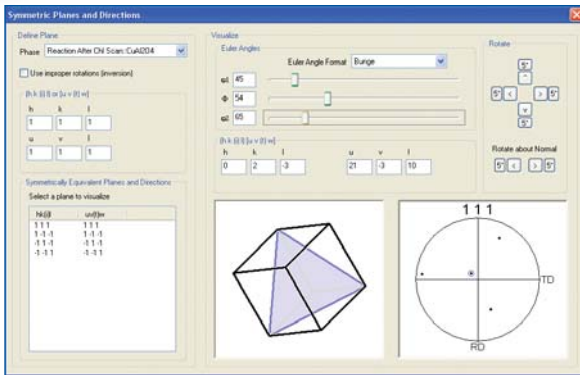 Symmetric Planes and Directions
Define Plane
Phase Reaction After Chl Scan::CuAl2O4
Use improper rotations (inversion)
{h k (i) l} or [u v (t) w]
h k l
1 1 1
u v l
1 1 1
Symmetrically Equivalent Planes and Directions
Select a plane to visualize
hk(i)l uv(t)w
1 1 1 1 1 1
1 -1 -1 1 -1 -1
-1 1 -1 -1 1 -1
-1 -1 1 -1 -1 1
Visualize
Euler Angles
Euler Angle Format Bunge
45
Φ 54
65
(h k (i) l) [u v (t) w]
h k l u v l
0 2 -3 21 -3 10
Rotate
5°
^
5° < > 5°
v
5°
Rotate about Normal
5° < > 5°
1 1 1
TD
RD